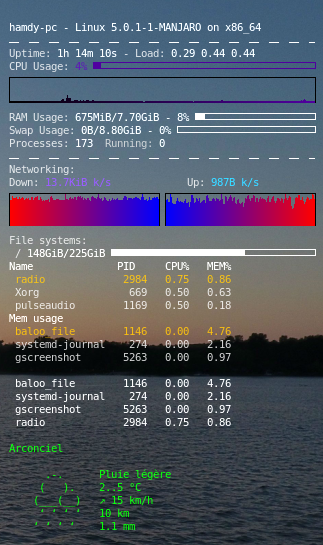 hamdy-pc - Linux 5.0.1-1-MANJARO on x86_64
Uptime: 1h 14m 10s - Load: 0.29 0.44 0.44
CPU Usage: 4%
RAM Usage: 675MiB/7.70GiB - 8%
Swap Usage: 0B/8.80GiB - 0%
Processes: 173 Running: 0
Networking:
Down: 13.7KiB k/s Up: 987B k/s
File systems:
/ 148GiB/225GiB
Name PID CPU% MEM%
radio 2984 0.75 0.86
Xorg 669 0.50 0.63
pulseaudio 1169 0.50 0.18
Mem usage
baloo_file 1146 0.00 4.76
systemd-journal 274 0.00 2.16
gscreenshot 5263 0.00 0.97
baloo_file 1146 0.00 4.76
systemd-journal 274 0.00 2.16
gscreenshot 5263 0.00 0.97
radio 2984 0.75 0.86
Arconciel
Pluie légère
2..5 °C
↗ 15 km/h
10 km
1.1 mm